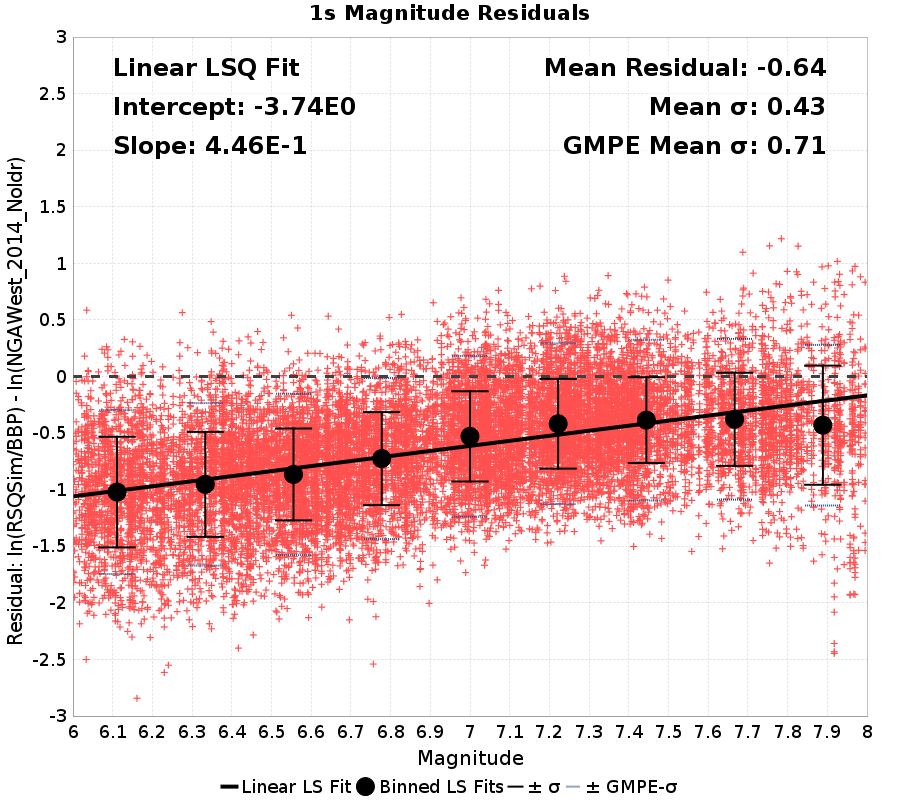 1s Magnitude Residuals
Linear LSQ Fit
Intercept: -3.74E0
Slope: 4.46E-1
Mean Residual: -0.64
Mean σ: 0.43
GMPE Mean σ: 0.71
Residual: ln(RSQSim/BBP) - ln(NGAWest_2014_NoIdr)
3
2.5
2
1.5
1
0.5
0
-0.5
-1
-1.5
-2
-2.5
-3
6 6.1 6.2 6.3 6.4 6.5 6.6 6.7 6.8 6.9 7 7.1 7.2 7.3 7.4 7.5 7.6 7.7 7.8 7.9 8
Magnitude
Linear LS Fit Binned LS Fits ± σ ± GMPE-σ